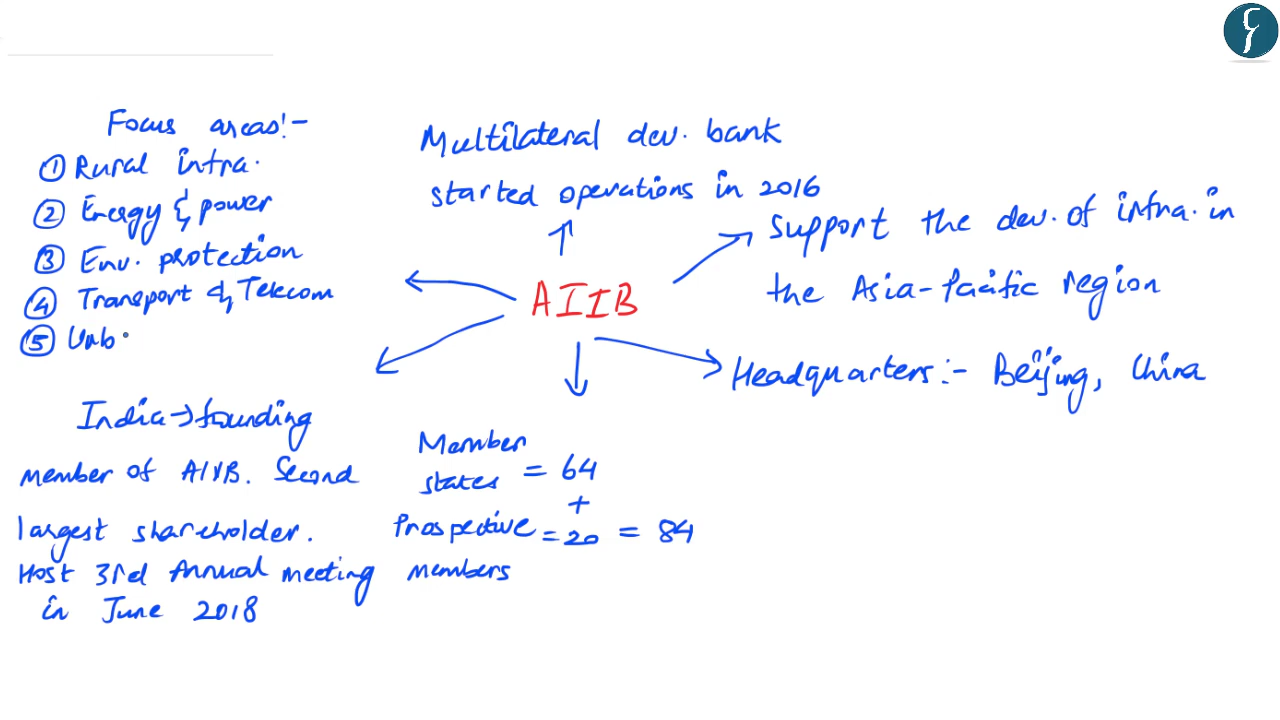 Focus areas:-
① Rural infra.
② Energy & power
③ Env. protection
④ Transport & Telecom
⑤ Urb
Multilateral dev. bank
started operations in 2016
AIIB
Support the dev. of infra. in
the Asia-Pacific region
Headquarters:- Beijing, China
India → founding
member of AIIB. Second
largest shareholder.
Host 3rd Annual meeting
in June 2018
Member
states = 64
+
Prospective = 20 = 84
members